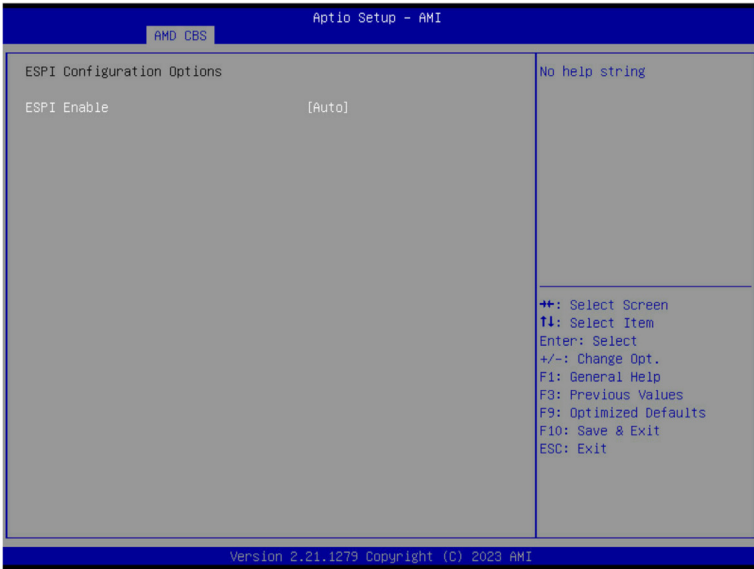 Aptio Setup – AMI
AMD CBS
ESPI Configuration Options
ESPI Enable [Auto]
No help string
→←: Select Screen
↑↓: Select Item
Enter: Select
+/-: Change Opt.
F1: General Help
F3: Previous Values
F9: Optimized Defaults
F10: Save & Exit
ESC: Exit
Version 2.21.1279 Copyright (C) 2023 AMI